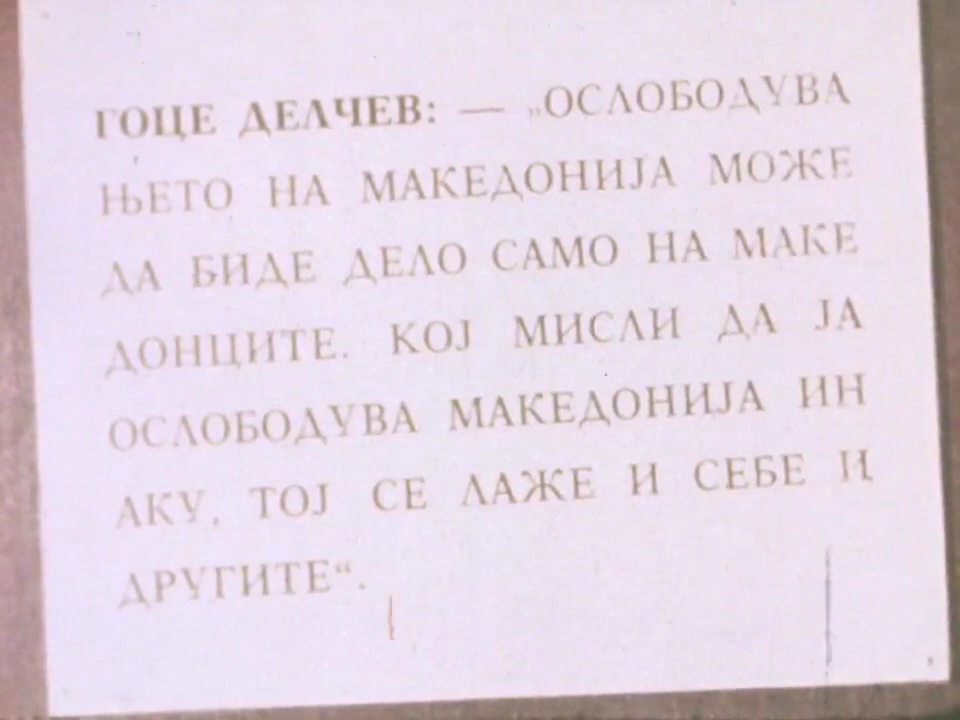 ГОЦЕ ДЕЛЧЕВ: — „ОСЛОБОДУВА
ЊЕТО НА МАКЕДОНИЈА МОЖЕ
ДА БИДЕ ДЕЛО САМО НА МАКЕ
ДОНЦИТЕ. КОЈ МИСЛИ ДА ЈА
ОСЛОБОДУВА МАКЕДОНИЈА ИН
АКУ, ТОЈ СЕ ЛАЖЕ И СЕБЕ И
ДРУГИТЕ“.